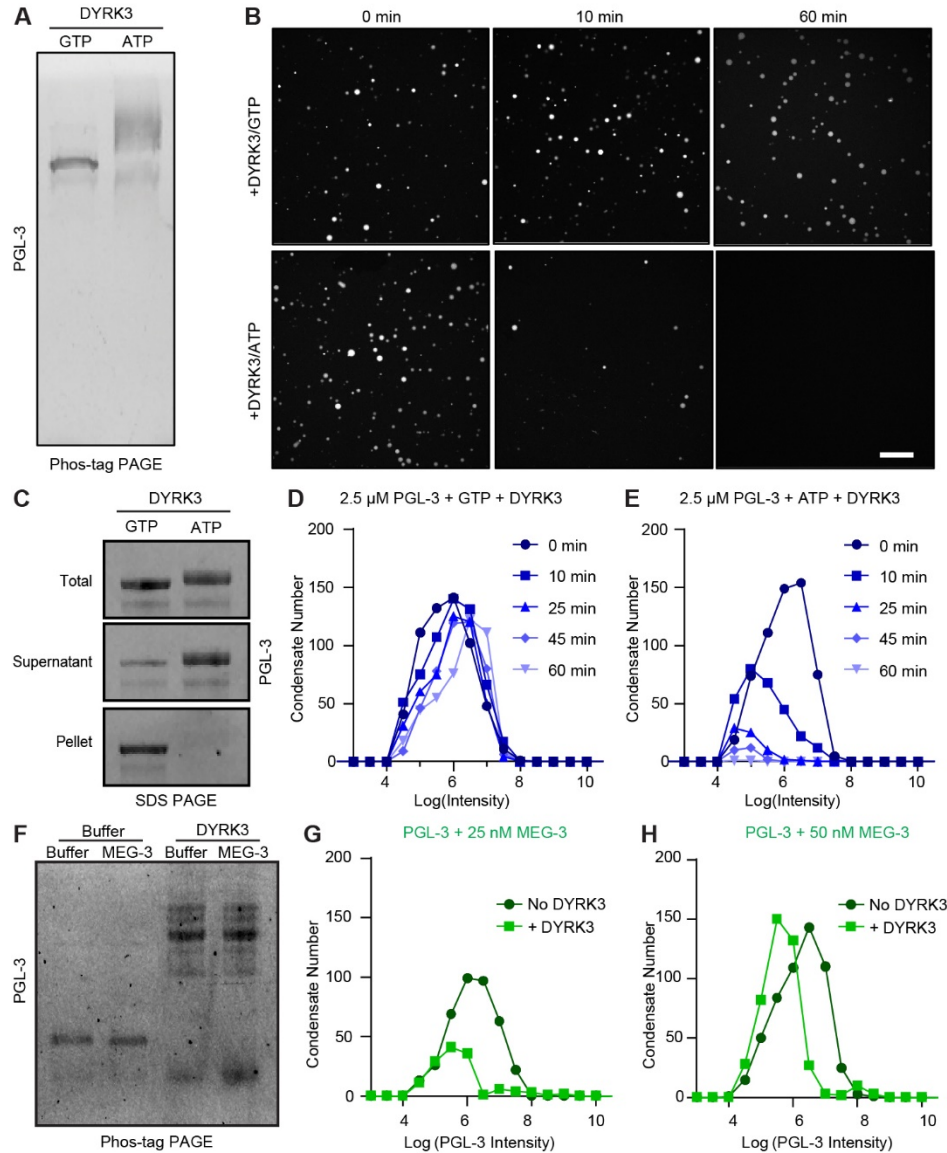 A
DYRK3
GTP ATP
PGL-3
Phos-tag PAGE
B
0 min 10 min 60 min
+DYRK3/GTP
+DYRK3/ATP
C
DYRK3
GTP ATP
Total
Supernatant
Pellet
PGL-3
SDS PAGE
D
2.5 µM PGL-3 + GTP + DYRK3
Condensate Number
200
150
100
50
0
4 6 8 10
Log(Intensity)
0 min
10 min
25 min
45 min
60 min
E
2.5 µM PGL-3 + ATP + DYRK3
Condensate Number
200
150
100
50
0
4 6 8 10
Log(Intensity)
0 min
10 min
25 min
45 min
60 min
F
Buffer DYRK3
Buffer MEG-3 Buffer MEG-3
PGL-3
Phos-tag PAGE
G
PGL-3 + 25 nM MEG-3
Condensate Number
200
150
100
50
0
4 6 8 10
Log (PGL-3 Intensity)
No DYRK3
+ DYRK3
H
PGL-3 + 50 nM MEG-3
Condensate Number
200
150
100
50
0
4 6 8 10
Log (PGL-3 Intensity)
No DYRK3
+ DYRK3